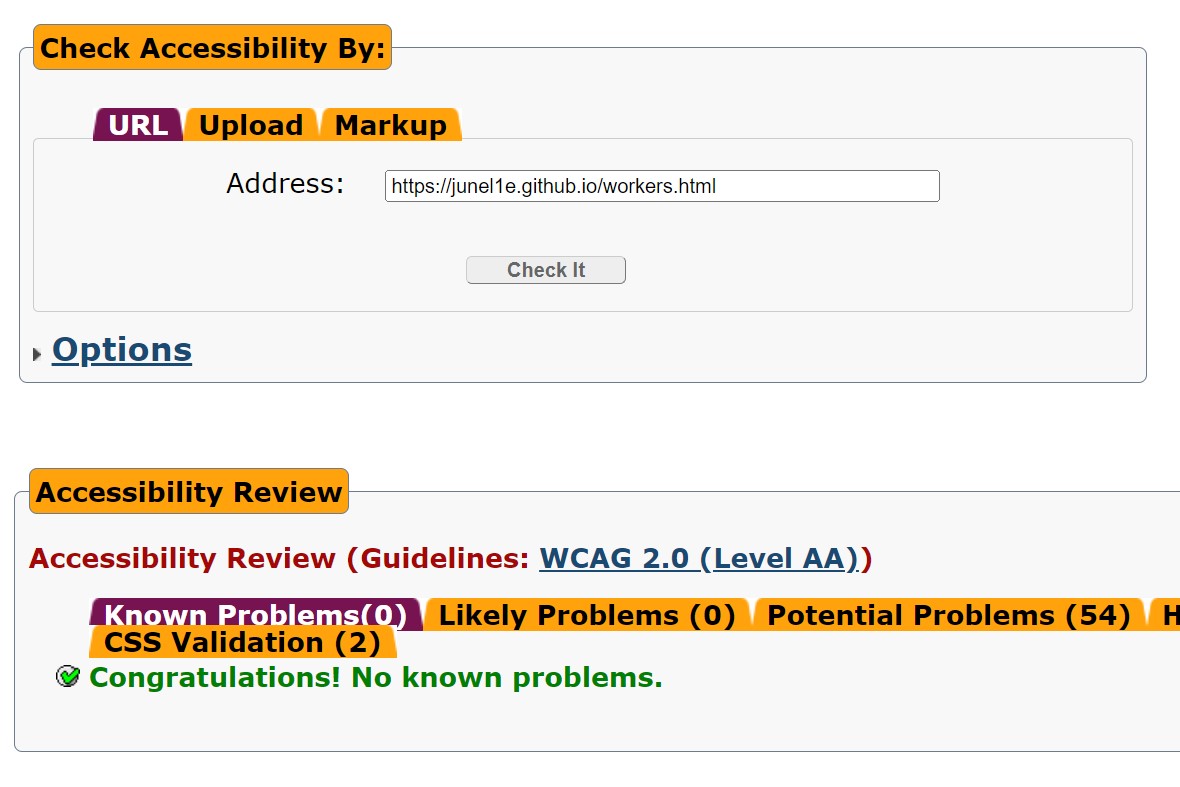 Check Accessibility By:
URL Upload Markup
Address: https://junel1e.github.io/workers.html
Check It
Options
Accessibility Review
Accessibility Review (Guidelines: WCAG 2.0 (Level AA))
Known Problems(0) Likely Problems (0) Potential Problems (54) H
CSS Validation (2)
Congratulations! No known problems.